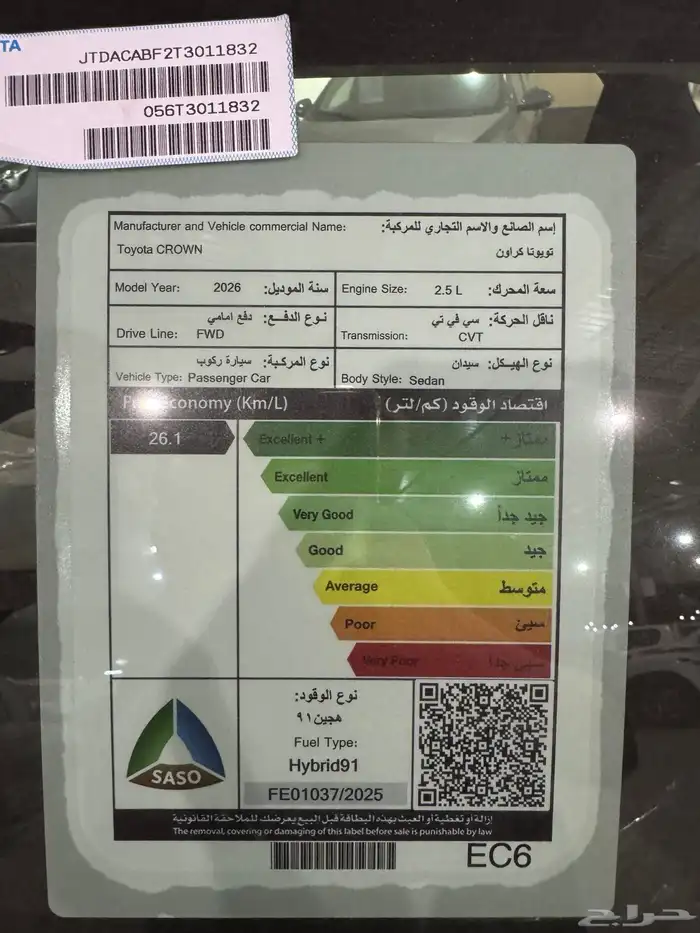 TA
JTDACABF2T3011832
056T3011832
Manufacturer and Vehicle commercial Name: إسم الصانع والاسم التجاري للمركبة:
Toyota CROWN تويوتا كراون
Model Year: 2026 سنة الموديل:
Engine Size: 2.5 L سعة المحرك:
نوع الدفع: دفع امامي
Drive Line: FWD
ناقل الحركة: سي في تي
Transmission: CVT
نوع المركبة: سيارة ركوب
Vehicle Type: Passenger Car
نوع الهيكل: سيدان
Body Style: Sedan
Fuel Economy (Km/L) اقتصاد الوقود (كم/لتر)
26.1
Excellent + ممتاز +
Excellent ممتاز
Very Good جيد جداً
Good جيد
Average متوسط
Poor سيئ
Very Poor سيئ جداً
نوع الوقود:
هجين ٩١
Fuel Type:
Hybrid91
FE01037/2025
SASO
إزالة أو تغطية أو العبث بهذه البطاقة قبل البيع يعرضك للملاحقة القانونية
The removal, covering or damaging of this label before sale is punishable by law
EC6
حراج